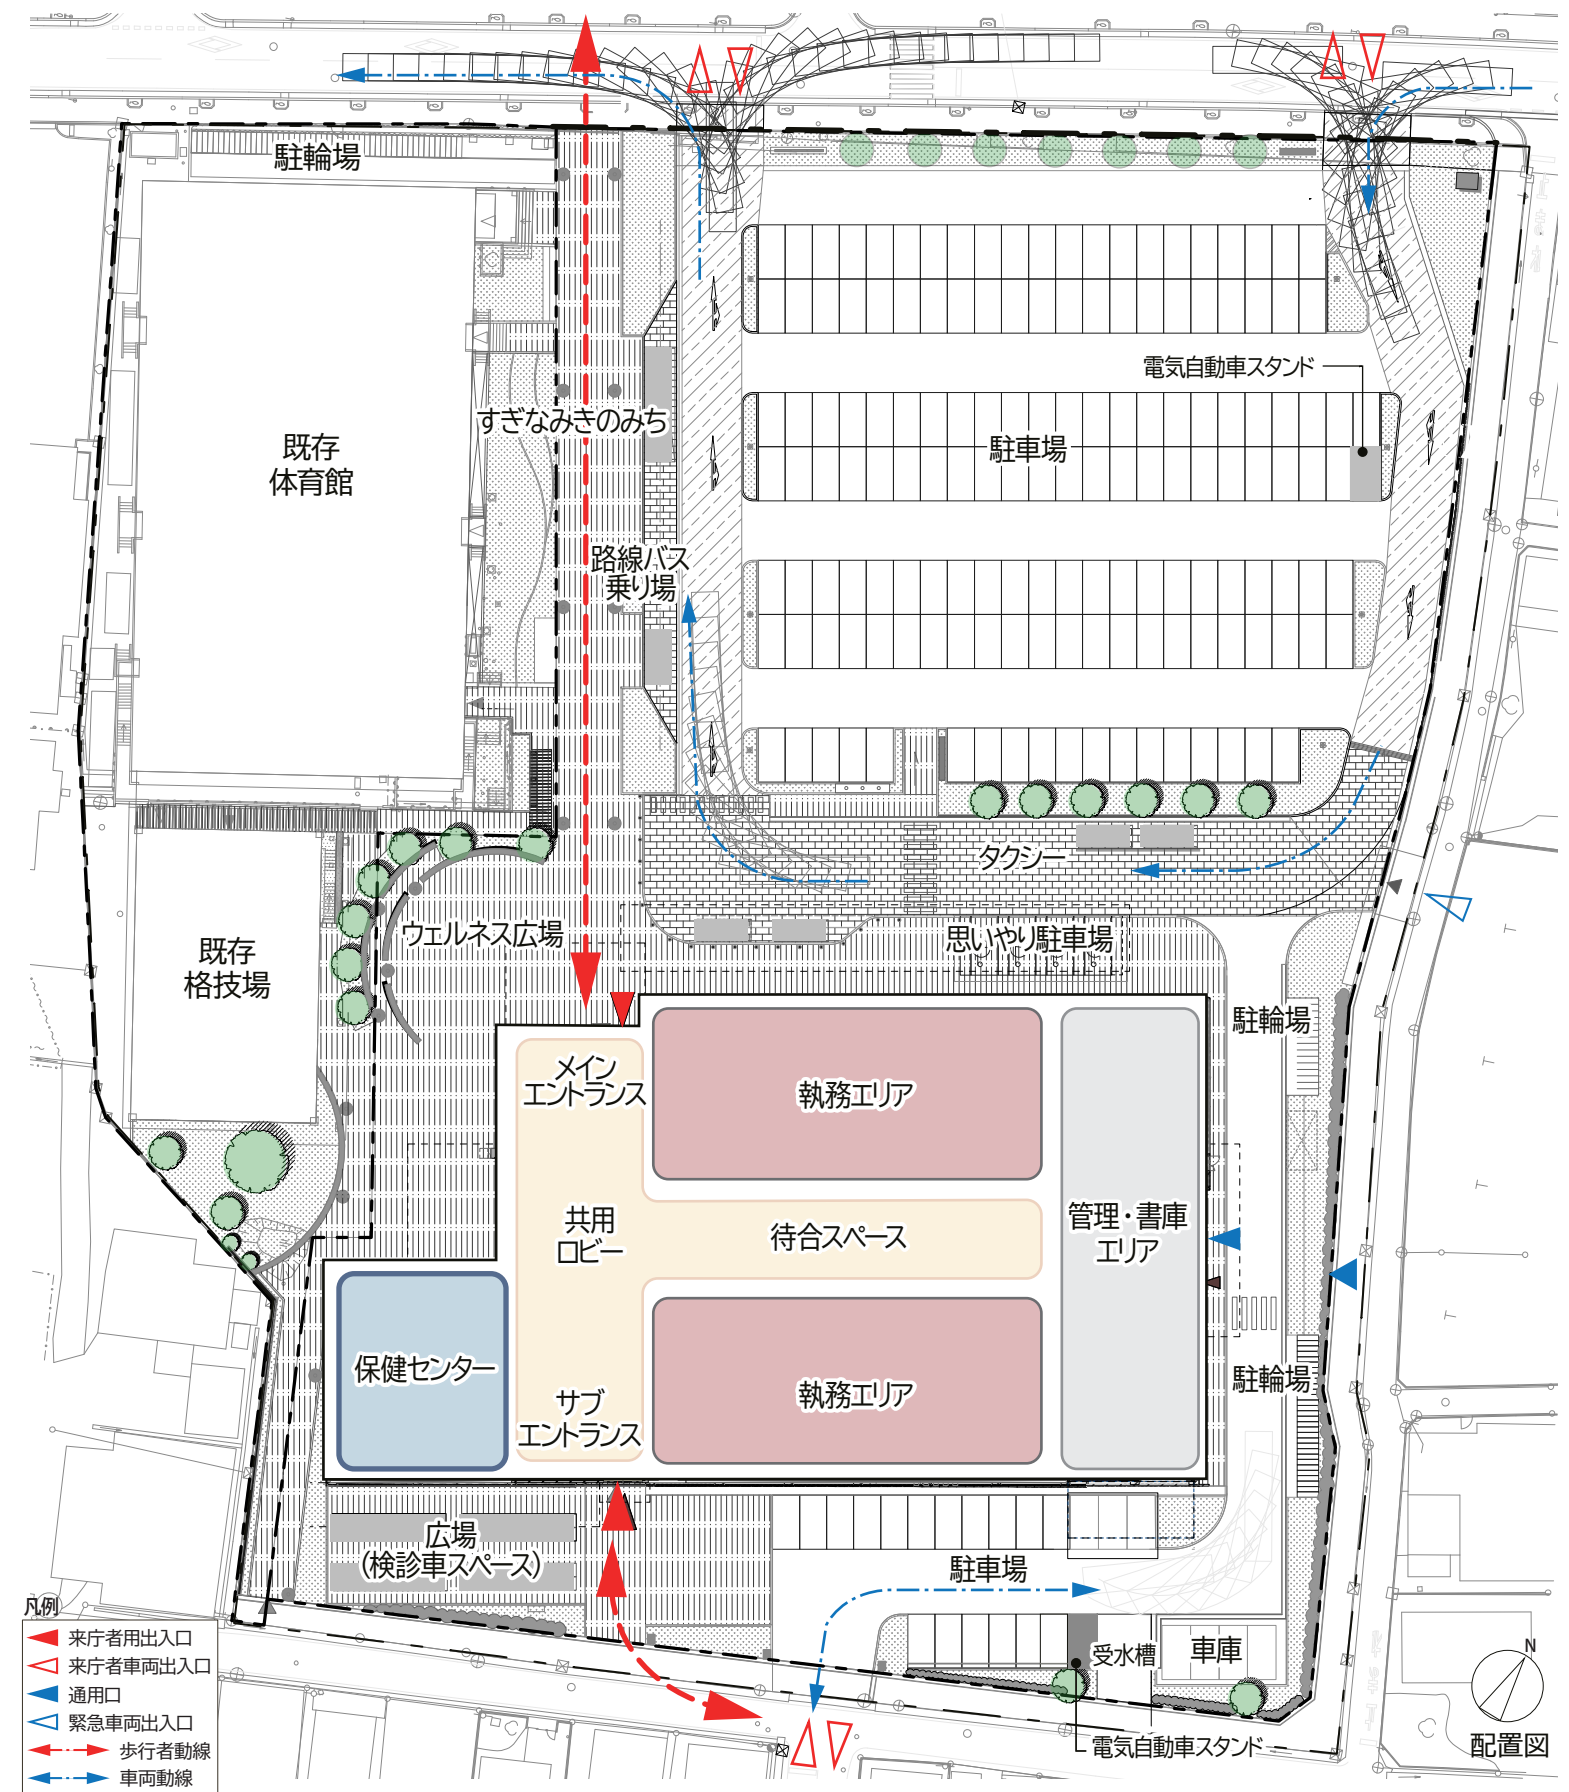 駐輪場
電気自動車スタンド
すぎなみきのみち
駐車場
既存
体育館
路線バス
乗り場
タクシー
ウェルネス広場
思いやり駐車場
既存
格技場
駐輪場
メイン
エントランス
執務エリア
共用
ロビー
待合スペース
管理・書庫
エリア
保健センター
サブ
エントランス
執務エリア
駐輪場
広場
(検診車スペース)
駐車場
受水槽
車庫
電気自動車スタンド
N
配置図
凡例
来庁者用出入口
来庁者車両出入口
通用口
緊急車両出入口
歩行者動線
車両動線